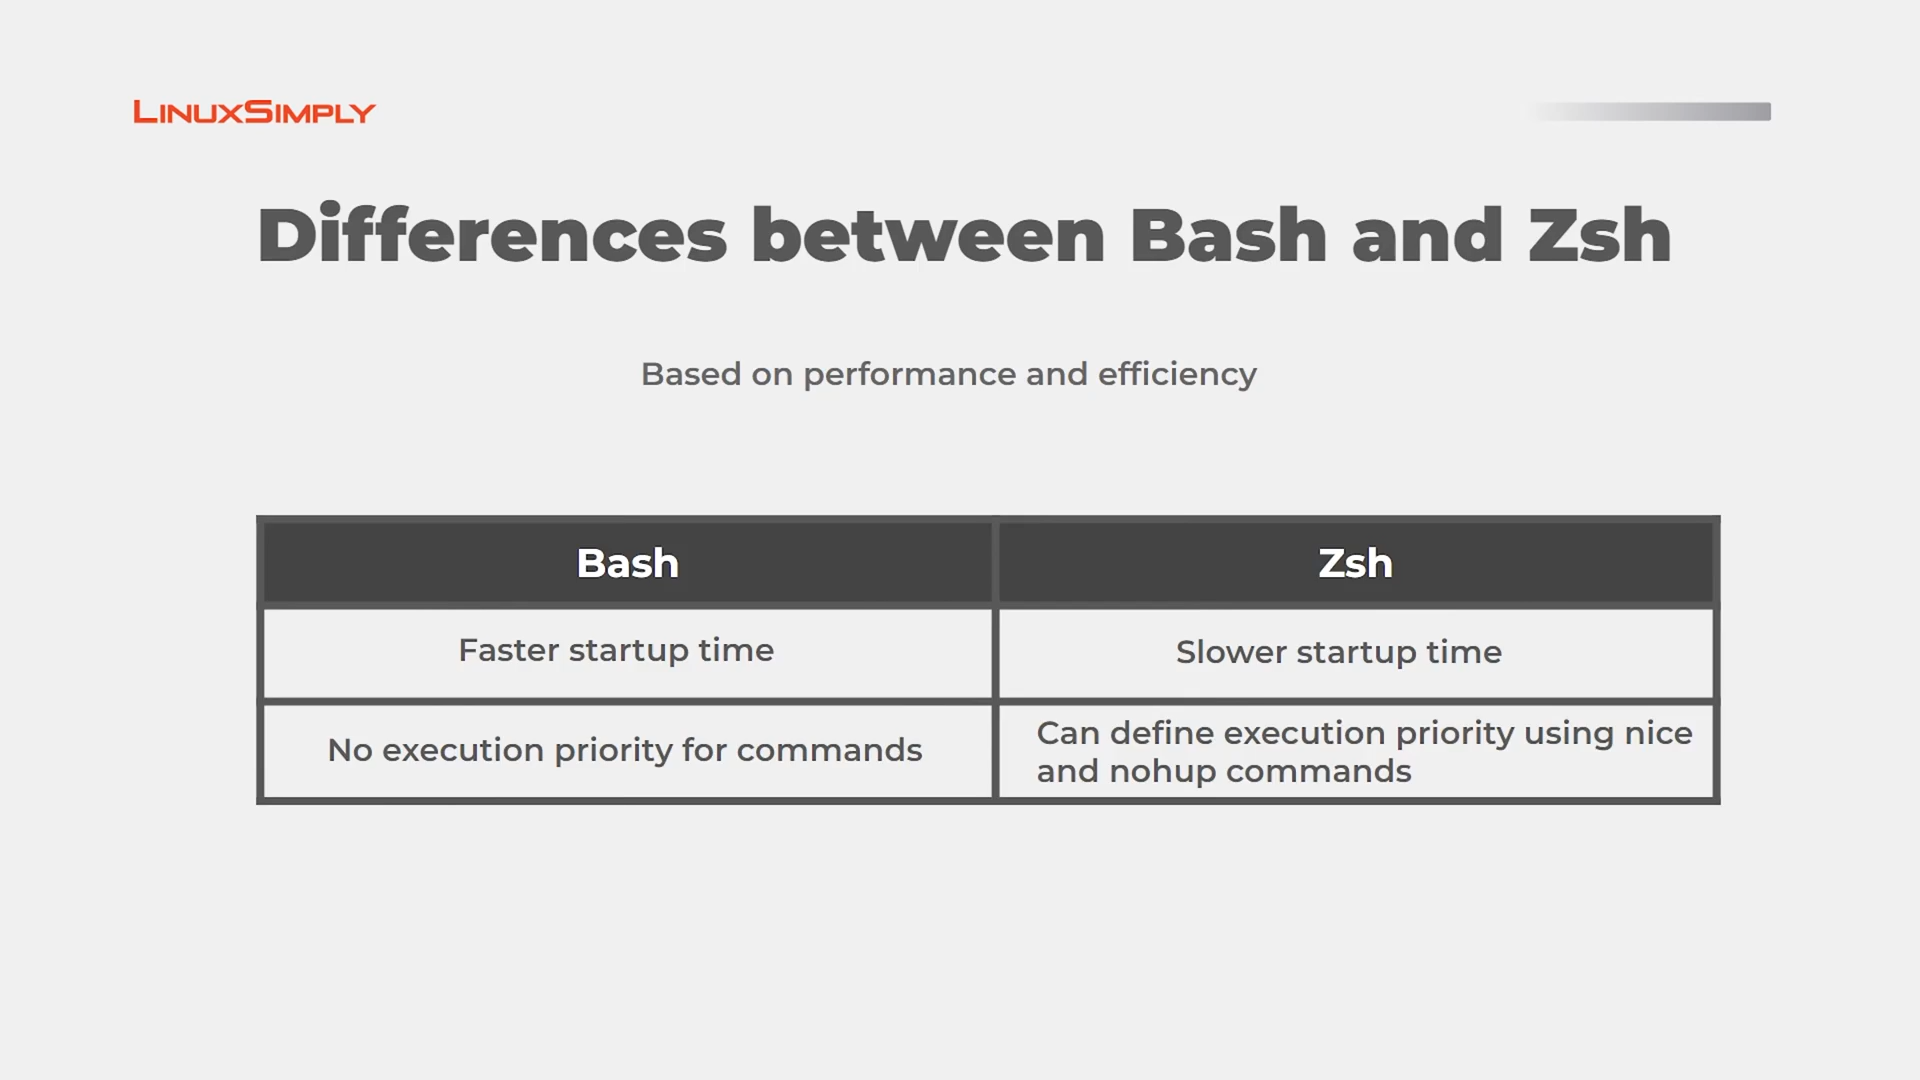 LINUXSIMPLY
Differences between Bash and Zsh
Based on performance and efficiency
Bash
Zsh
Faster startup time
Slower startup time
No execution priority for commands
Can define execution priority using nice
and nohup commands